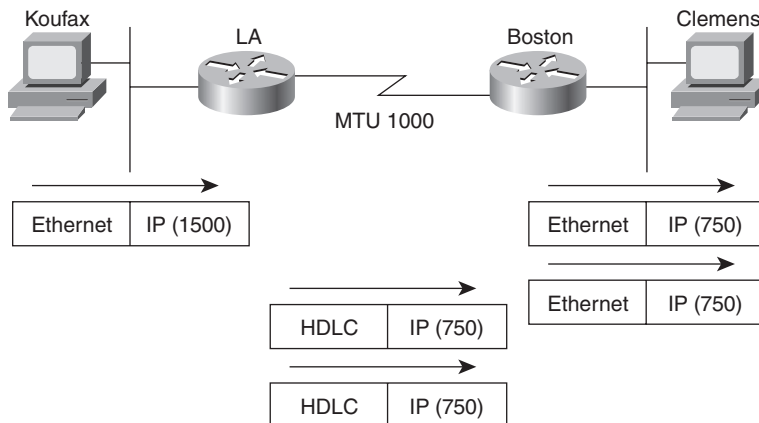 Koufax
LA
Boston
Clemens
MTU 1000
Ethernet IP (1500)
Ethernet IP (750)
Ethernet IP (750)
HDLC IP (750)
HDLC IP (750)